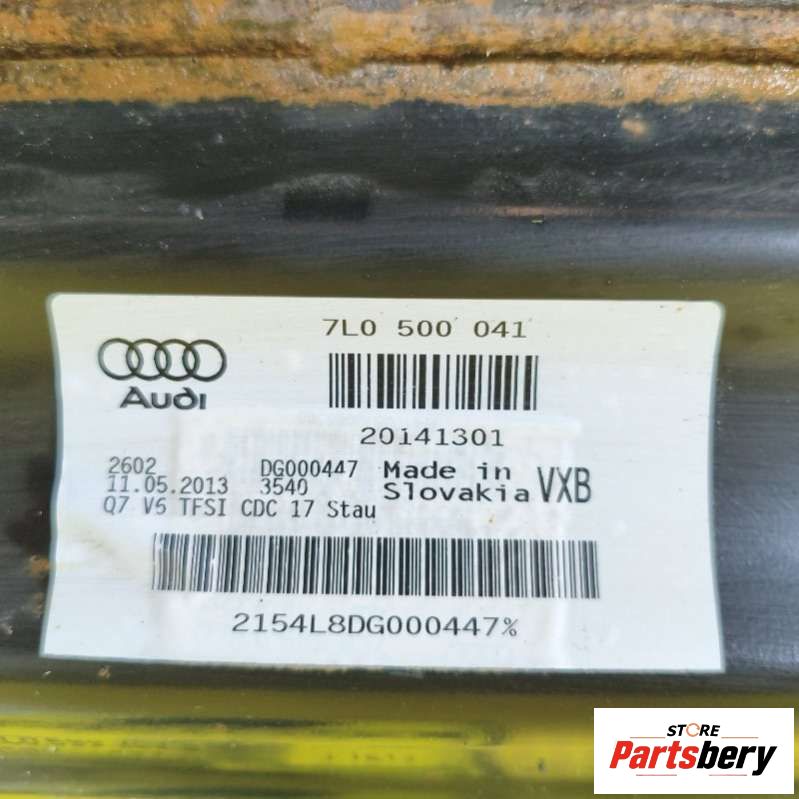 7L0 500 041
Audi
20141301
2602 DG000447 Made in
11.05.2013 3540 Slovakia VXB
Q7 V6 TFSI CDC 17 Stau
2154L8DG000447%
STORE
Partsbery